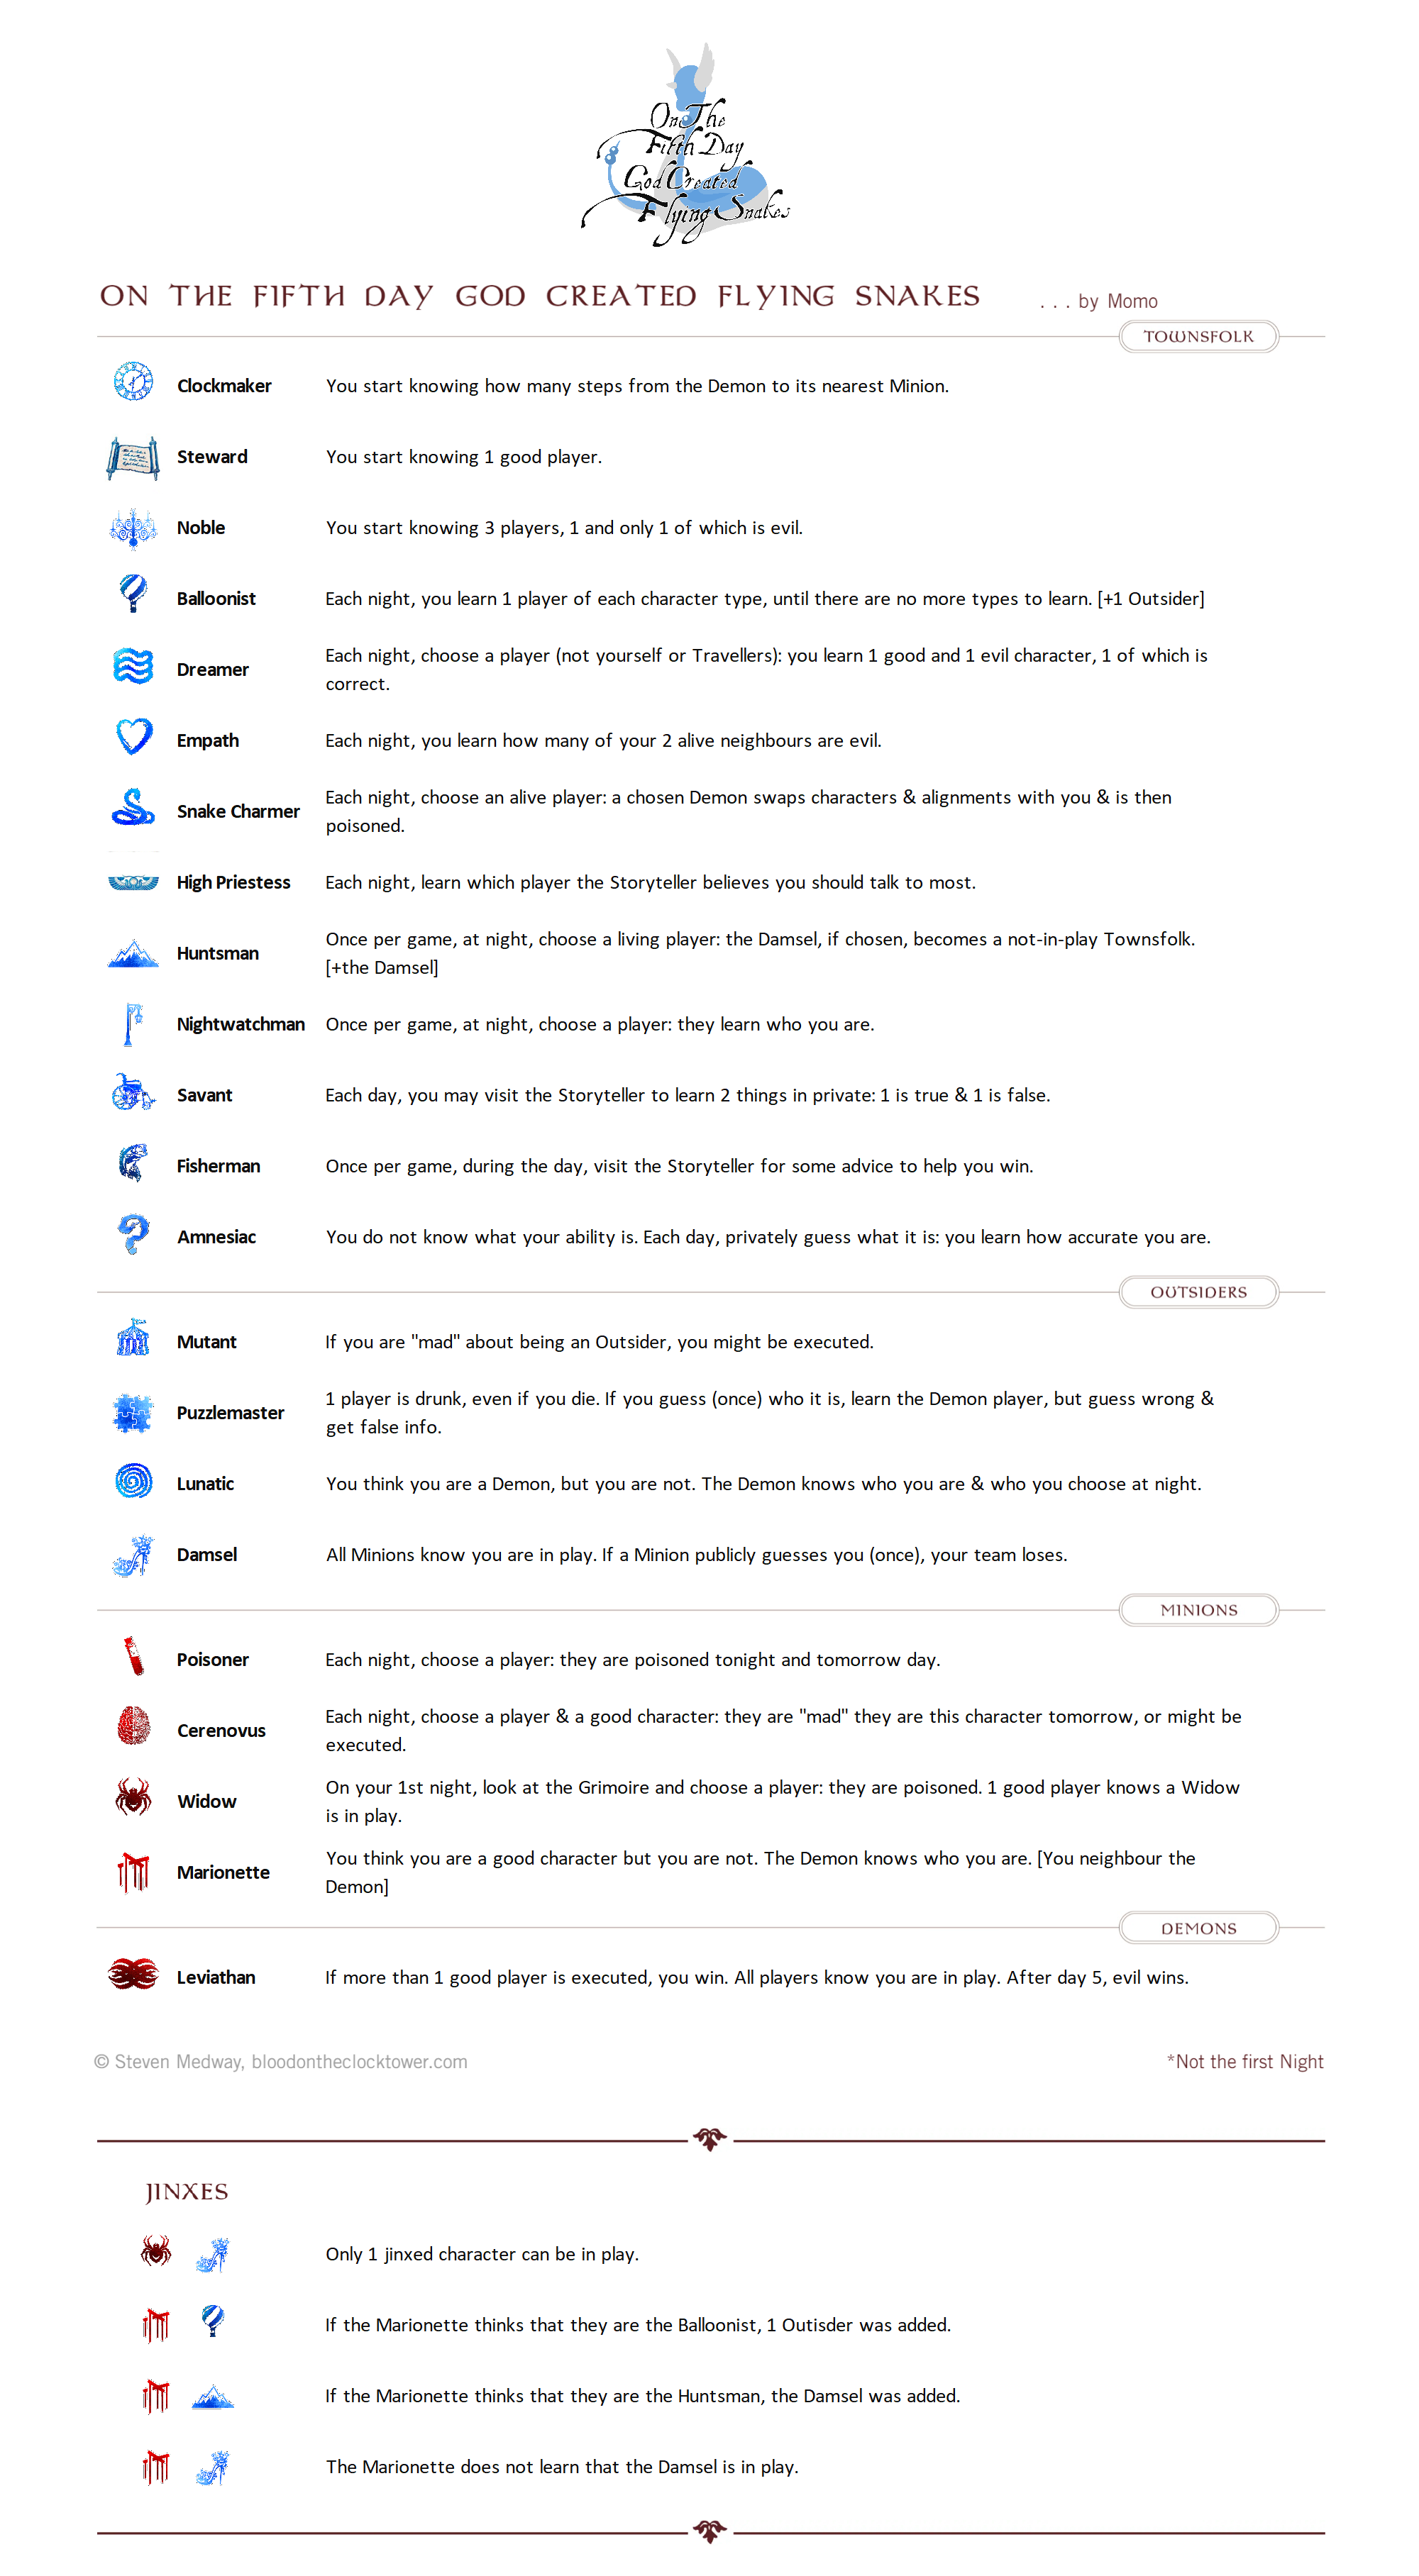 On The
Fifth Day
God Created
Flying Snakes
ON THE FIFTH DAY GOD CREATED FLYING SNAKES . . . by Momo
TOWNSFOLK
Clockmaker You start knowing how many steps from the Demon to its nearest Minion.
Steward You start knowing 1 good player.
Noble You start knowing 3 players, 1 and only 1 of which is evil.
Balloonist Each night, you learn 1 player of each character type, until there are no more types to learn. [+1 Outsider]
Dreamer Each night, choose a player (not yourself or Travellers): you learn 1 good and 1 evil character, 1 of which is
correct.
Empath Each night, you learn how many of your 2 alive neighbours are evil.
Snake Charmer Each night, choose an alive player: a chosen Demon swaps characters & alignments with you & is then
poisoned.
High Priestess Each night, learn which player the Storyteller believes you should talk to most.
Huntsman Once per game, at night, choose a living player: the Damsel, if chosen, becomes a not-in-play Townsfolk.
[+the Damsel]
Nightwatchman Once per game, at night, choose a player: they learn who you are.
Savant Each day, you may visit the Storyteller to learn 2 things in private: 1 is true & 1 is false.
Fisherman Once per game, during the day, visit the Storyteller for some advice to help you win.
Amnesiac You do not know what your ability is. Each day, privately guess what it is: you learn how accurate you are.
OUTSIDERS
Mutant If you are "mad" about being an Outsider, you might be executed.
Puzzlemaster 1 player is drunk, even if you die. If you guess (once) who it is, learn the Demon player, but guess wrong &
get false info.
Lunatic You think you are a Demon, but you are not. The Demon knows who you are & who you choose at night.
Damsel All Minions know you are in play. If a Minion publicly guesses you (once), your team loses.
MINIONS
Poisoner Each night, choose a player: they are poisoned tonight and tomorrow day.
Cerenovus Each night, choose a player & a good character: they are "mad" they are this character tomorrow, or might be
executed.
Widow On your 1st night, look at the Grimoire and choose a player: they are poisoned. 1 good player knows a Widow
is in play.
Marionette You think you are a good character but you are not. The Demon knows who you are. [You neighbour the
Demon]
DEMONS
Leviathan If more than 1 good player is executed, you win. All players know you are in play. After day 5, evil wins.
© Steven Medway, bloodontheclocktower.com *Not the first Night
JINXES
Only 1 jinxed character can be in play.
If the Marionette thinks that they are the Balloonist, 1 Outisder was added.
If the Marionette thinks that they are the Huntsman, the Damsel was added.
The Marionette does not learn that the Damsel is in play.